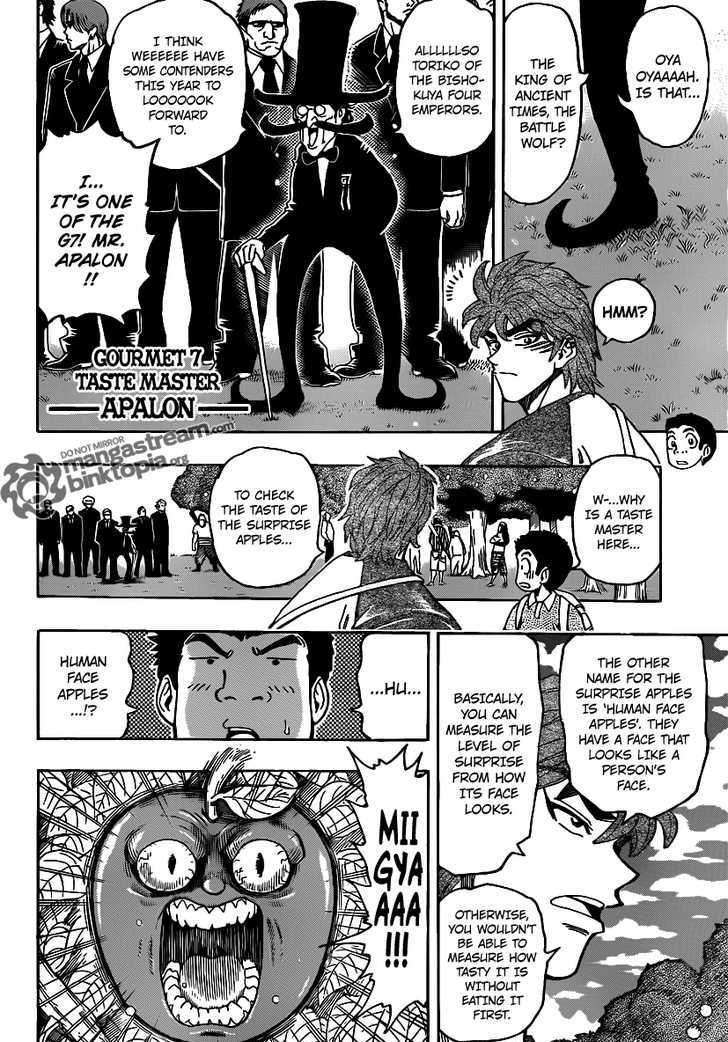 OYA
OYAAAAH.
IS THAT...
THE
KING OF
ANCIENT
TIMES, THE
BATTLE
WOLF?
HMM?
ALLLLLLSO
TORIKO
OF THE
BISHO-
KUYA FOUR
EMPERORS.
I THINK
WEEEEEE HAVE
SOME CONTENDERS
THIS YEAR TO
LOOOOOOK
FORWARD
TO.
I...
IT'S ONE
OF THE
G7! MR.
APALON
!!
GOURMET 7
TASTE MASTER
APALON
DO NOT MIRROR
mangastream.com
binktopia.org
W-...WHY
IS A TASTE
MASTER
HERE...
TO CHECK
THE TASTE
OF THE
SURPRISE
APPLES...
THE OTHER
NAME FOR THE
SURPRISE APPLES
IS 'HUMAN FACE
APPLES'. THEY
HAVE A FACE THAT
LOOKS LIKE A
PERSON'S
FACE.
BASICALLY,
YOU CAN
MEASURE THE
LEVEL OF
SURPRISE
FROM HOW
ITS FACE
LOOKS.
OTHERWISE,
YOU WOULDN'T
BE ABLE TO
MEASURE HOW
TASTY IT IS
WITHOUT
EATING IT
FIRST.
...HU...
HUMAN
FACE
APPLES
...!?
MII
GYA
AAA
!!!